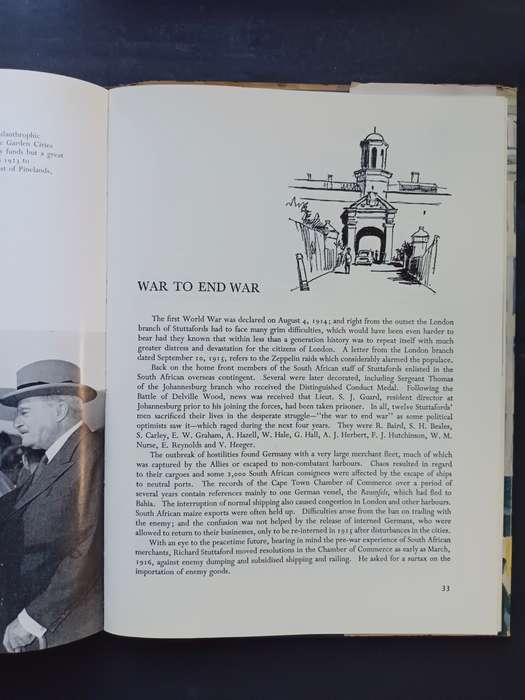 ilanthrophic
e Garden Cities
s funds but a great
1923 to
st of Pinelands,
WAR TO END WAR
The first World War was declared on August 4, 1914; and right from the outset the London
branch of Stuttafords had to face many grim difficulties, which would have been even harder to
bear had they known that within less than a generation history was to repeat itself with much
greater distress and devastation for the citizens of London. A letter from the London branch
dated September 10, 1915, refers to the Zeppelin raids which considerably alarmed the populace.
Back on the home front members of the South African staff of Stuttafords enlisted in the
South African overseas contingent. Several were later decorated, including Sergeant Thomas
of the Johannesburg branch who received the Distinguished Conduct Medal. Following the
Battle of Delville Wood, news was received that Lieut. S. J. Guard, resident director at
Johannesburg prior to his joining the forces, had been taken prisoner. In all, twelve Stuttafords'
men sacrificed their lives in the desperate struggle—"the war to end war" as some political
optimists saw it—which raged during the next four years. They were R. Baird, S. H. Beales,
S. Carley, E. W. Graham, A. Hazell, W. Hale, G. Hall, A. J. Herbert, F. J. Hutchinson, W. M.
Nurse, E. Reynolds and V. Heeger.
The outbreak of hostilities found Germany with a very large merchant fleet, much of which
was captured by the Allies or escaped to non-combatant harbours. Chaos resulted in regard
to their cargoes and some 2,000 South African consignees were affected by the escape of ships
to neutral ports. The records of the Cape Town Chamber of Commerce over a period of
several years contain references mainly to one German vessel, the Rauenfels, which had fled to
Bahia. The interruption of normal shipping also caused congestion in London and other harbours.
South African maize exports were often held up. Difficulties arose from the ban on trading with
the enemy; and the confusion was not helped by the release of interned Germans, who were
allowed to return to their businesses, only to be re-interned in 1915 after disturbances in the cities.
With an eye to the peacetime future, bearing in mind the pre-war experience of South African
merchants, Richard Stuttaford moved resolutions in the Chamber of Commerce as early as March,
1916, against enemy dumping and subsidised shipping and railing. He asked for a surtax on the
importation of enemy goods.
33